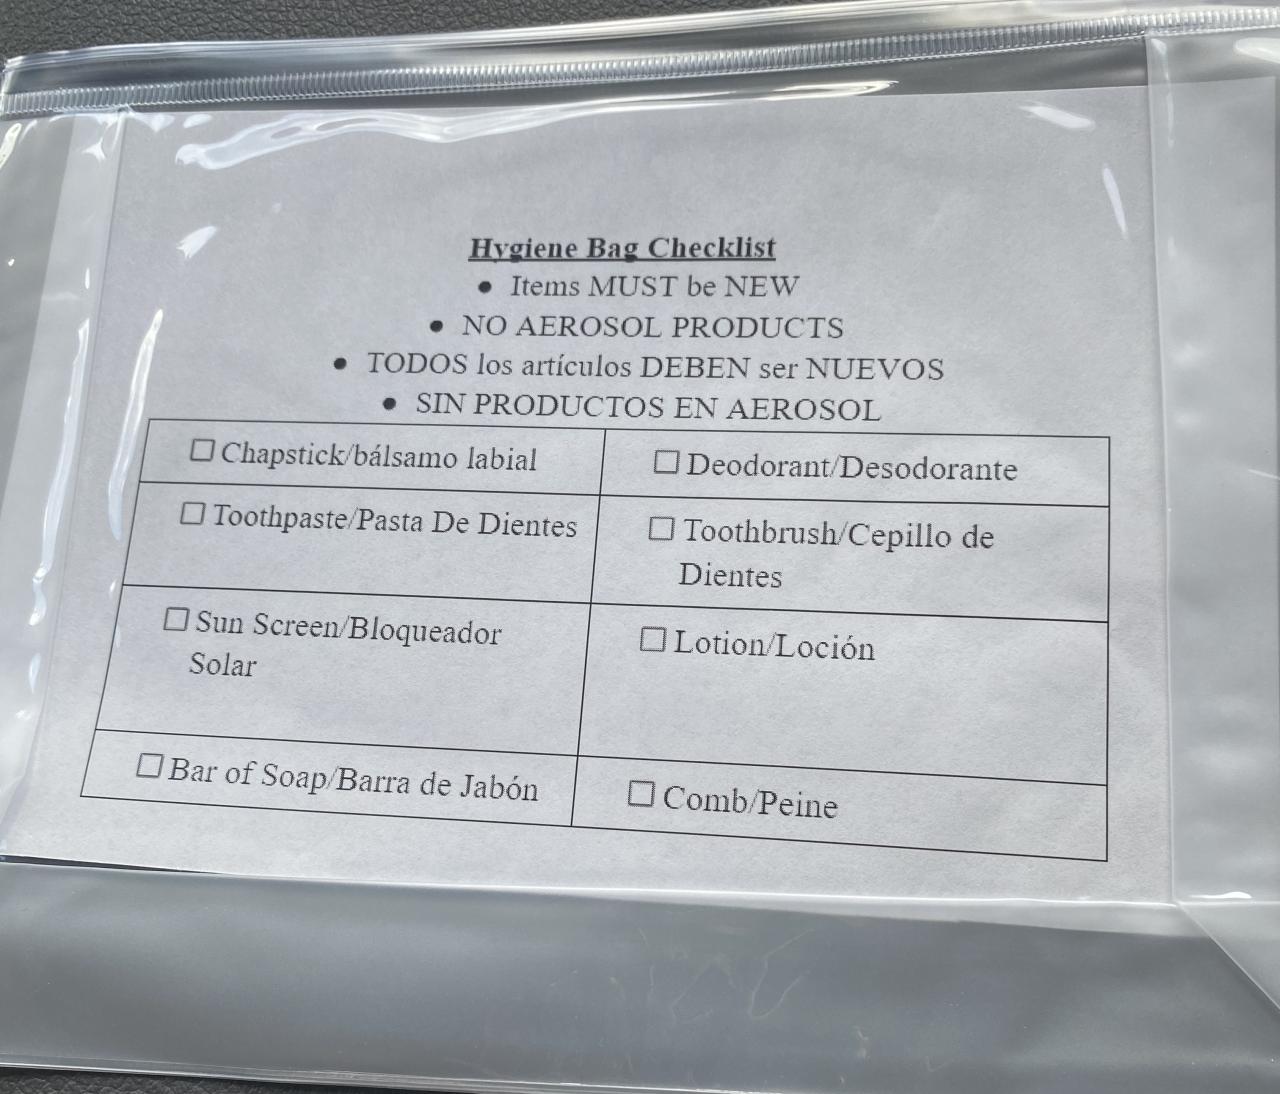 Hygiene Bag Checklist
● Items MUST be NEW
● NO AEROSOL PRODUCTS
● TODOS los artículos DEBEN ser NUEVOS
● SIN PRODUCTOS EN AEROSOL
☐ Chapstick/bálsamo labial
☐ Deodorant/Desodorante
☐ Toothpaste/Pasta De Dientes
☐ Toothbrush/Cepillo de
Dientes
☐ Sun Screen/Bloqueador
Solar
☐ Lotion/Loción
☐ Bar of Soap/Barra de Jabón
☐ Comb/Peine